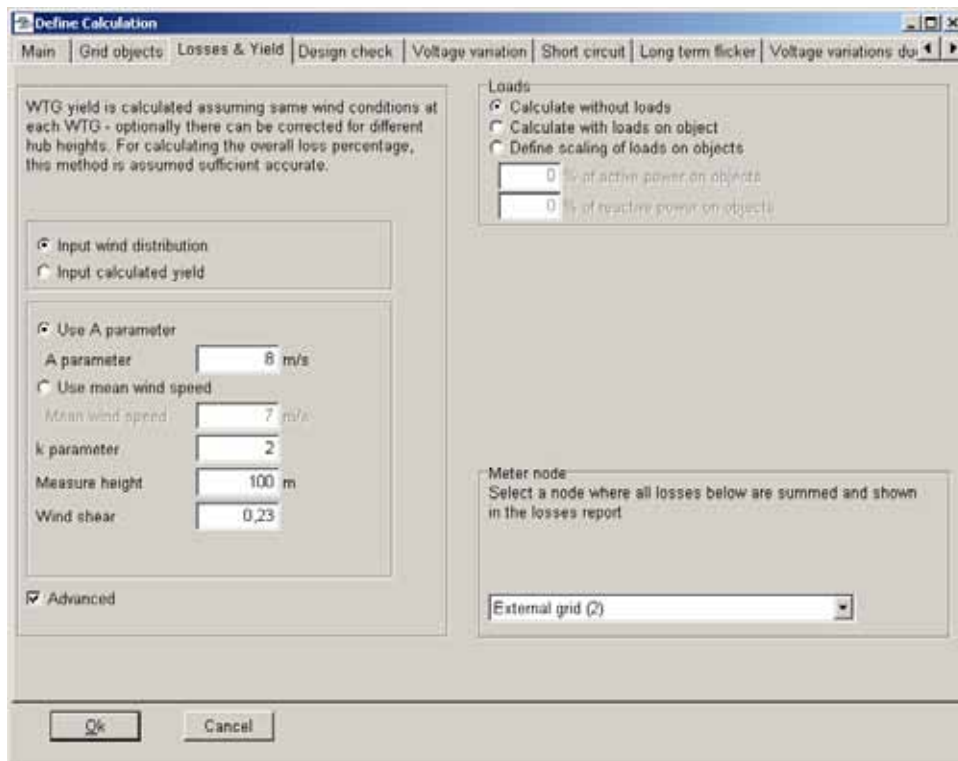 Define Calculation
Main
Grid objects
Losses & Yield
Design check
Voltage variation
Short circuit
Long term flicker
Voltage variations du
WTG yield is calculated assuming same wind conditions at
each WTG - optionally there can be corrected for different
hub heights. For calculating the overall loss percentage,
this method is assumed sufficient accurate.
Input wind distribution
Input calculated yield
Use A parameter
A parameter 8 m/s
Use mean wind speed
Mean wind speed 7 m/s
k parameter 2
Measure height 100 m
Wind shear 0,23
Advanced
Loads
Calculate without loads
Calculate with loads on object
Define scaling of loads on objects
0 % of active power on objects
0 % of reactive power on objects
Meter node
Select a node where all losses below are summed and shown
in the losses report
External grid (2)
Ok
Cancel